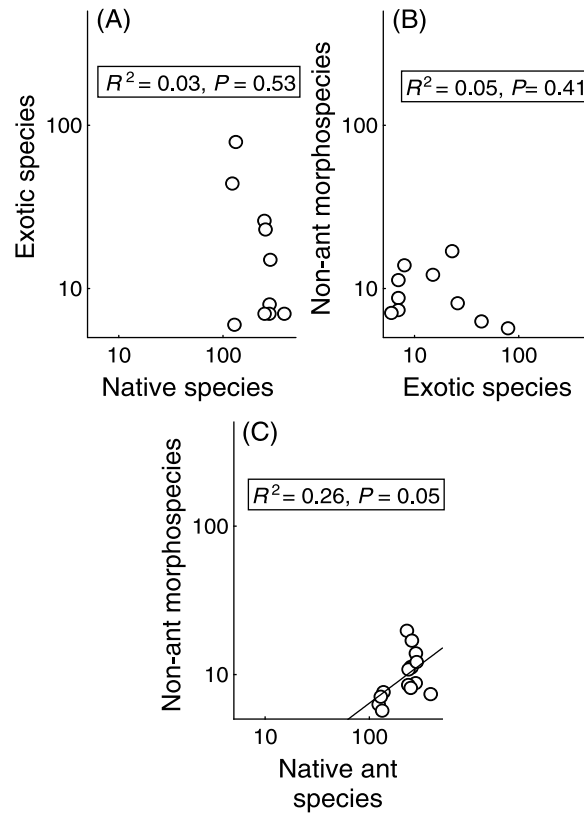 (A)
R² = 0.03, P = 0.53
Exotic species
100
10
10
100
Native species
(B)
R² = 0.05, P= 0.41
Non-ant morphospecies
100
10
10
100
Exotic species
(C)
R² = 0.26, P = 0.05
Non-ant morphospecies
100
10
10
100
Native ant
species